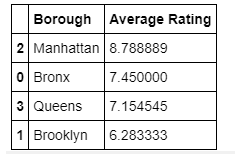 Borough Average Rating
2 Manhattan 8.788889
0 Bronx 7.450000
3 Queens 7.154545
1 Brooklyn 6.283333